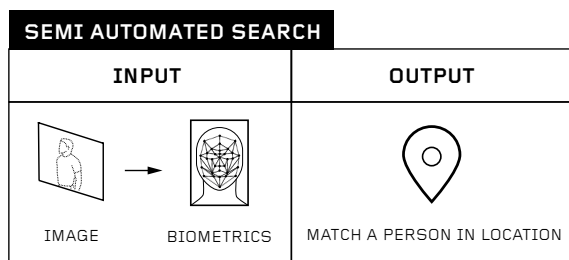 SEMI AUTOMATED SEARCH
INPUT
OUTPUT
IMAGE
BIOMETRICS
MATCH A PERSON IN LOCATION